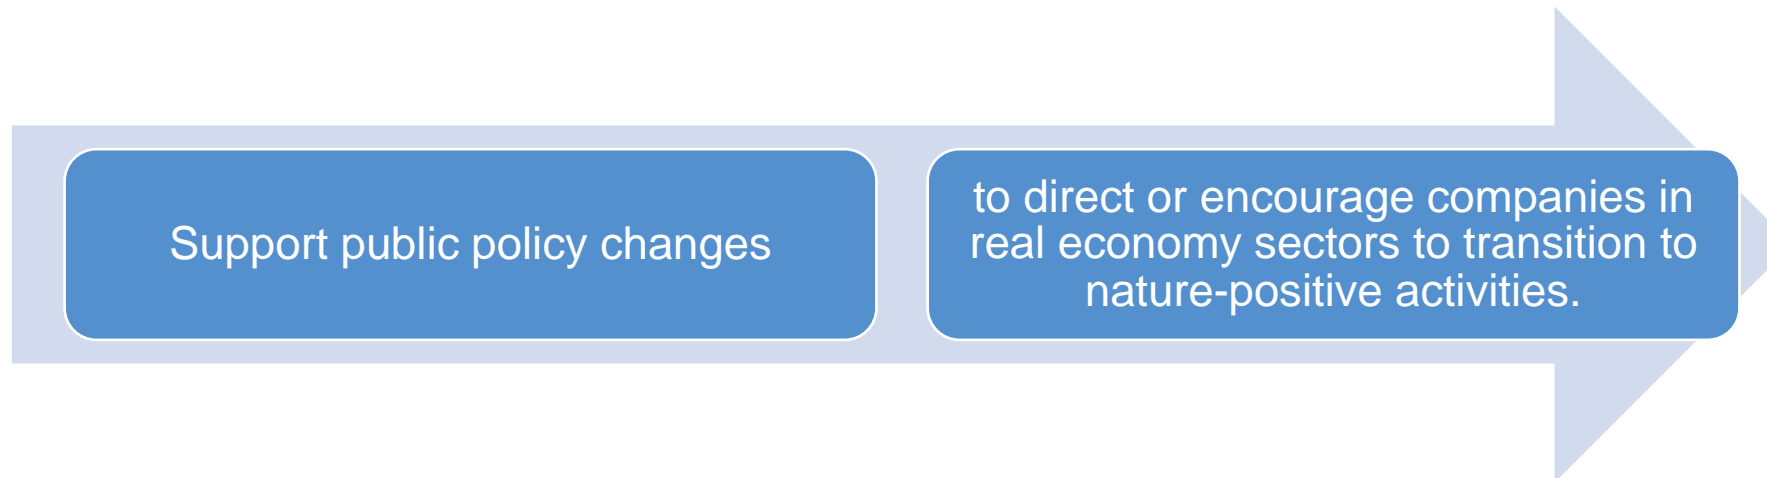 Support public policy changes
to direct or encourage companies in
real economy sectors to transition to
nature-positive activities.